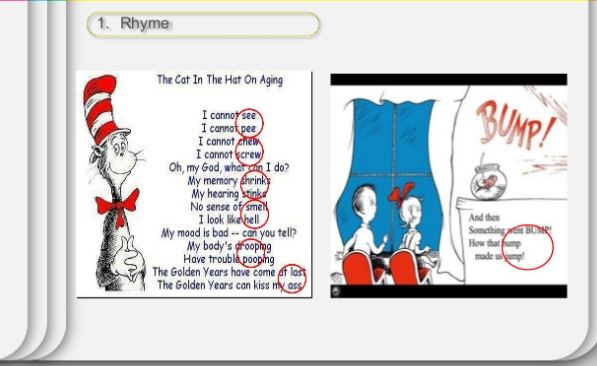 1. Rhyme
The Cat In The Hat On Aging
I cannot see
I cannot pee
I cannot chew
I cannot screw
Oh, my God, what can I do?
My memory shrinks
My hearing stinks
No sense of smell
I look like hell
My mood is bad -- can you tell?
My body's drooping
Have trouble pooping
The Golden Years have come at last
The Golden Years can kiss my ass
BUMP!
And then
Something went BUMP!
How that bump
made us jump!